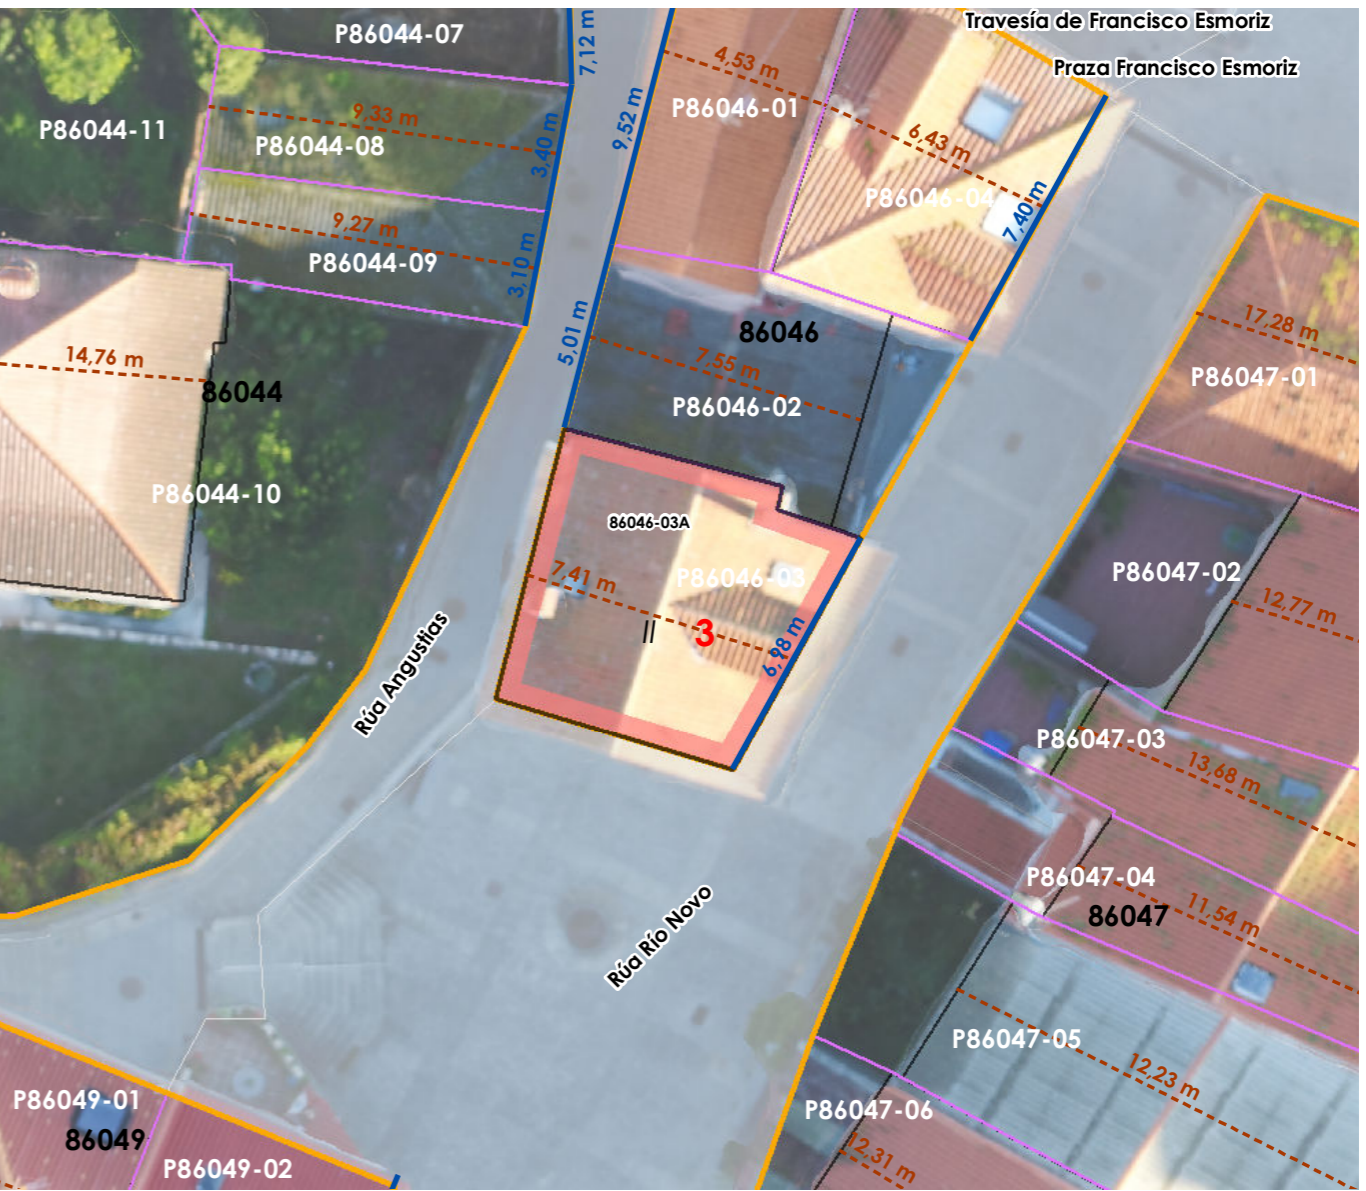 Travesía de Francisco Esmoriz
P86044-07
7,12 m
Praza Francisco Esmoriz
4,53 m
P86046-01
9,33 m
9,52 m
P86044-11
P86044-08
3,40 m
6,43 m
P86046-04
7,40 m
9,27 m
P86044-09
3,10 m
17,28 m
5,01 m
86046
14,76 m
7,55 m
P86047-01
86044
P86046-02
P86044-10
86046-03A
7,41 m
P86046-03
P86047-02
12,77 m
II
3
6,98 m
Rúa Angustias
P86047-03
13,68 m
P86047-04
86047
11,54 m
Rúa Río Novo
P86047-05
12,23 m
P86049-01
P86047-06
86049
P86049-02
12,31 m